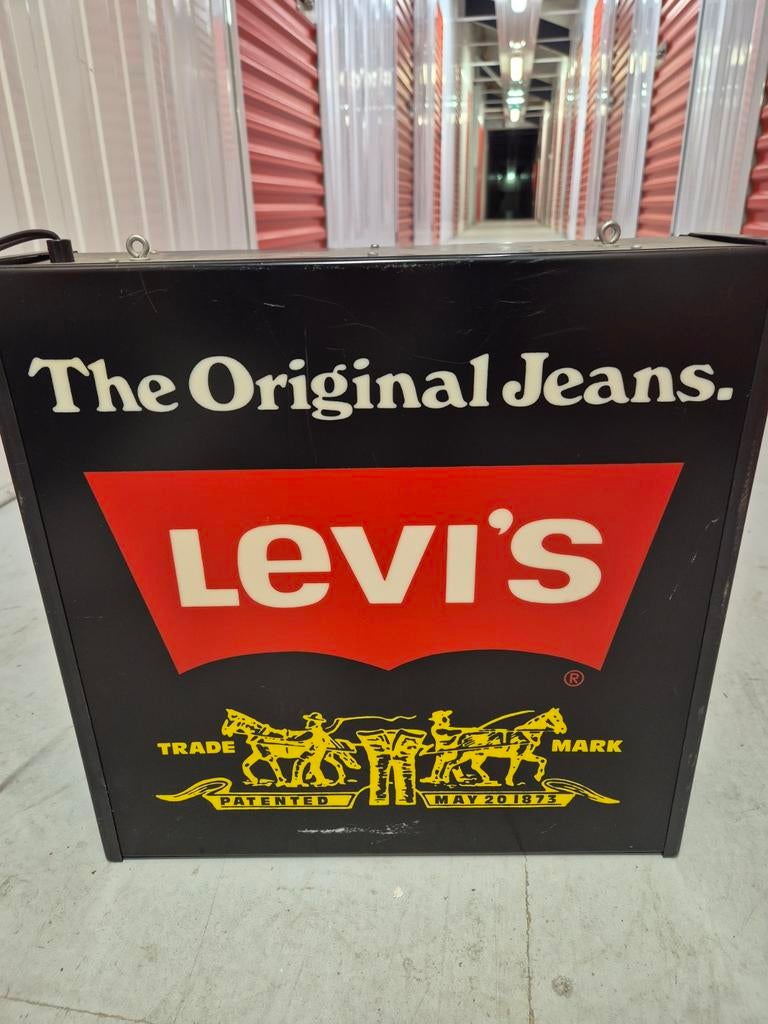 The Original Jeans.
LEVI'S
®
TRADE MARK
PATENTED MAY 20 1873